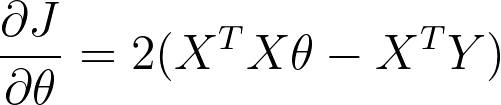 ∂J/∂θ = 2(X^T Xθ − X^T Y)